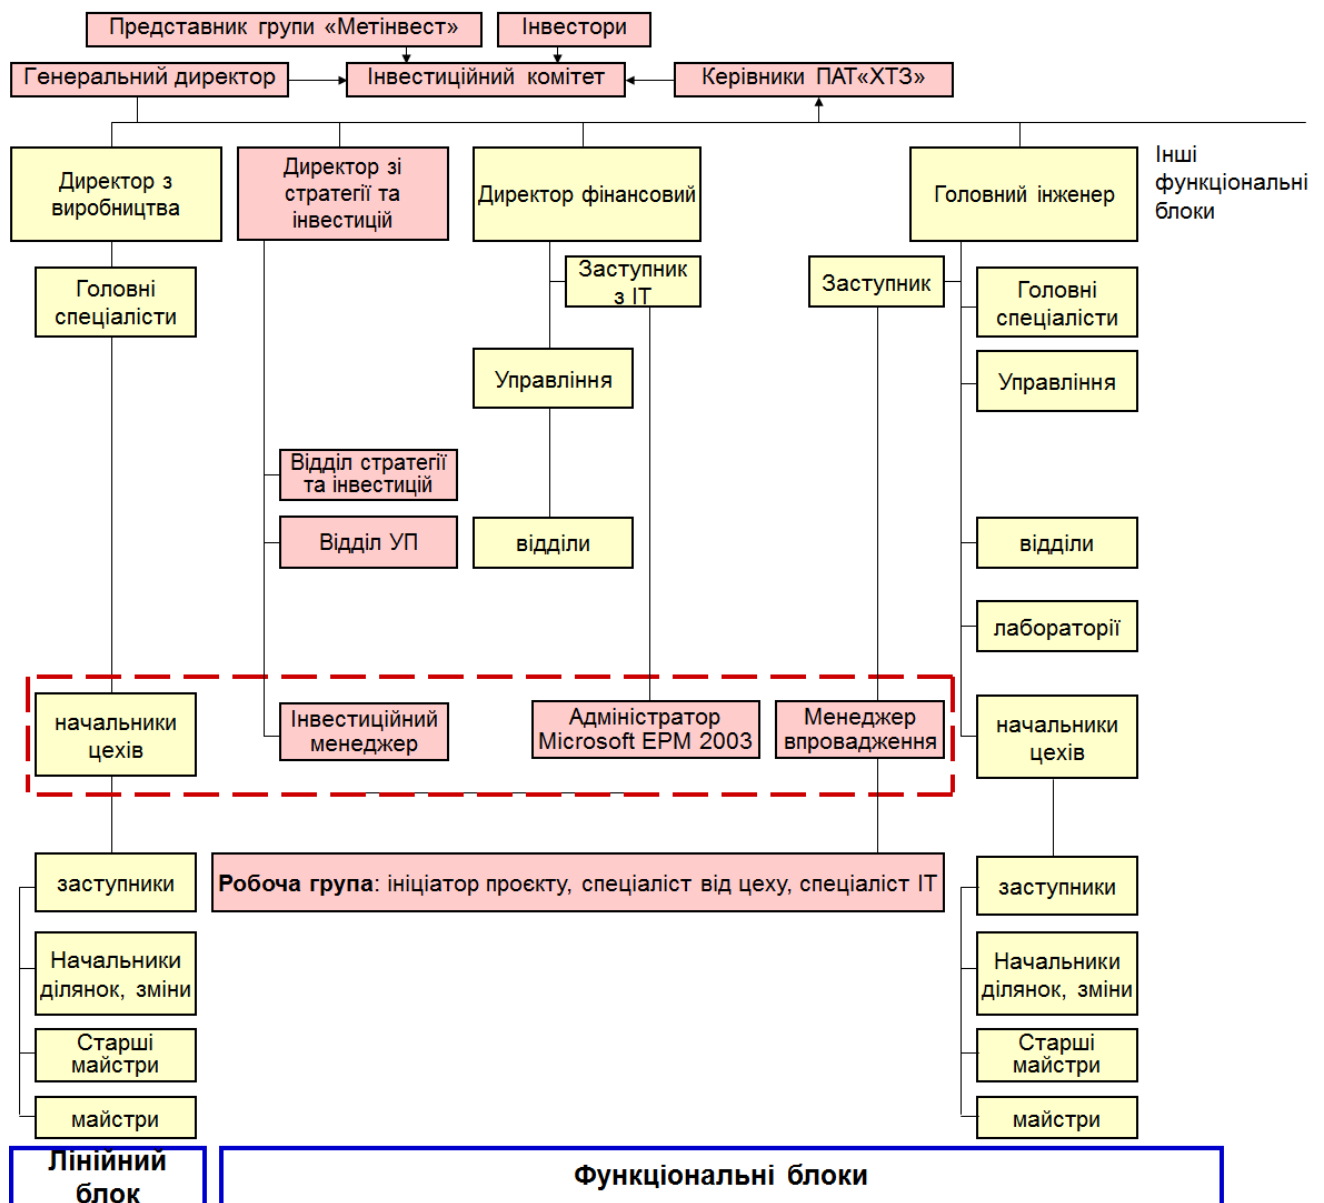 Представник групи «Метінвест»
Інвестори
Генеральний директор
Інвестиційний комітет
Керівники ПАТ«ХТЗ»
Директор з
виробництва
Директор зі
стратегії та
інвестицій
Директор фінансовий
Головний інженер
Інші
функціональні
блоки
Головні
спеціалісти
Заступник
з ІТ
Заступник
Головні
спеціалісти
Управління
Управління
Відділ стратегії
та інвестицій
Відділ УП
відділи
відділи
лабораторії
начальники
цехів
Інвестиційний
менеджер
Адміністратор
Microsoft EPM 2003
Менеджер
впровадження
начальники
цехів
заступники
Робоча група: ініціатор проєкту, спеціаліст від цеху, спеціаліст ІТ
заступники
Начальники
ділянок, зміни
Начальники
ділянок, зміни
Старші
майстри
Старші
майстри
майстри
майстри
Лінійний
блок
Функціональні блоки